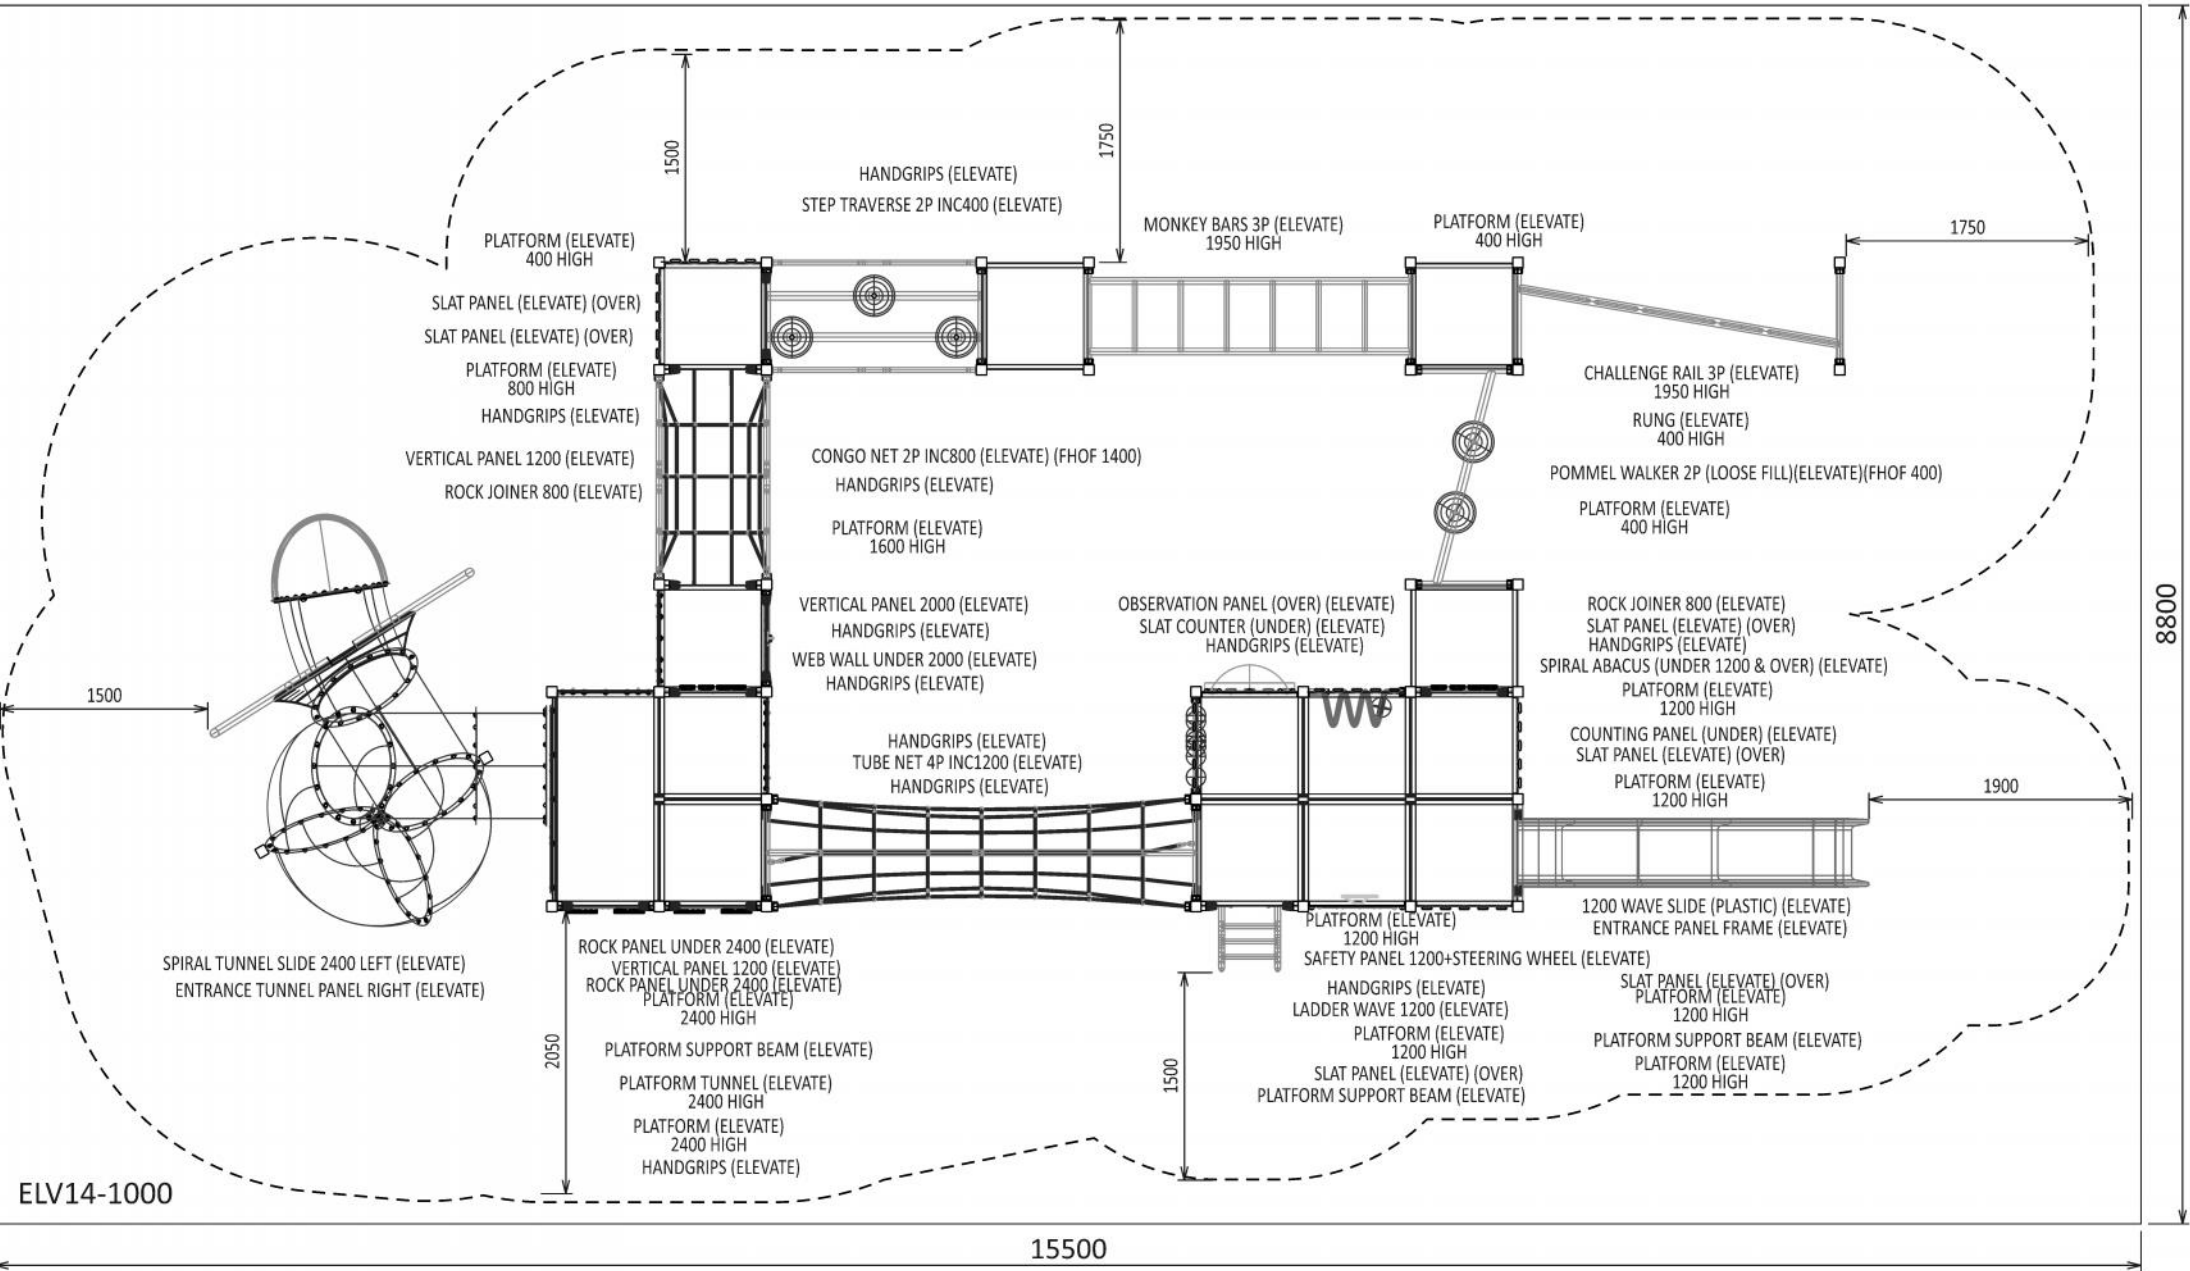 1500
1750
HANDGRIPS (ELEVATE)
STEP TRAVERSE 2P INC400 (ELEVATE)
MONKEY BARS 3P (ELEVATE)
1950 HIGH
PLATFORM (ELEVATE)
400 HIGH
1750
PLATFORM (ELEVATE)
400 HIGH
SLAT PANEL (ELEVATE) (OVER)
SLAT PANEL (ELEVATE) (OVER)
PLATFORM (ELEVATE)
800 HIGH
HANDGRIPS (ELEVATE)
VERTICAL PANEL 1200 (ELEVATE)
ROCK JOINER 800 (ELEVATE)
CONGO NET 2P INC800 (ELEVATE) (FHOF 1400)
HANDGRIPS (ELEVATE)
PLATFORM (ELEVATE)
1600 HIGH
CHALLENGE RAIL 3P (ELEVATE)
1950 HIGH
RUNG (ELEVATE)
400 HIGH
POMMEL WALKER 2P (LOOSE FILL)(ELEVATE)(FHOF 400)
PLATFORM (ELEVATE)
400 HIGH
VERTICAL PANEL 2000 (ELEVATE)
HANDGRIPS (ELEVATE)
WEB WALL UNDER 2000 (ELEVATE)
HANDGRIPS (ELEVATE)
OBSERVATION PANEL (OVER) (ELEVATE)
SLAT COUNTER (UNDER) (ELEVATE)
HANDGRIPS (ELEVATE)
ROCK JOINER 800 (ELEVATE)
SLAT PANEL (ELEVATE) (OVER)
HANDGRIPS (ELEVATE)
SPIRAL ABACUS (UNDER 1200 & OVER) (ELEVATE)
PLATFORM (ELEVATE)
1200 HIGH
COUNTING PANEL (UNDER) (ELEVATE)
SLAT PANEL (ELEVATE) (OVER)
PLATFORM (ELEVATE)
1200 HIGH
8800
1500
HANDGRIPS (ELEVATE)
TUBE NET 4P INC1200 (ELEVATE)
HANDGRIPS (ELEVATE)
1900
SPIRAL TUNNEL SLIDE 2400 LEFT (ELEVATE)
ENTRANCE TUNNEL PANEL RIGHT (ELEVATE)
ROCK PANEL UNDER 2400 (ELEVATE)
VERTICAL PANEL 1200 (ELEVATE)
ROCK PANEL UNDER 2400 (ELEVATE)
PLATFORM (ELEVATE)
2400 HIGH
2050
PLATFORM SUPPORT BEAM (ELEVATE)
PLATFORM TUNNEL (ELEVATE)
2400 HIGH
PLATFORM (ELEVATE)
2400 HIGH
HANDGRIPS (ELEVATE)
PLATFORM (ELEVATE)
1200 HIGH
SAFETY PANEL 1200+STEERING WHEEL (ELEVATE)
HANDGRIPS (ELEVATE)
LADDER WAVE 1200 (ELEVATE)
PLATFORM (ELEVATE)
1200 HIGH
SLAT PANEL (ELEVATE) (OVER)
PLATFORM SUPPORT BEAM (ELEVATE)
1500
1200 WAVE SLIDE (PLASTIC) (ELEVATE)
ENTRANCE PANEL FRAME (ELEVATE)
SLAT PANEL (ELEVATE) (OVER)
PLATFORM (ELEVATE)
1200 HIGH
PLATFORM SUPPORT BEAM (ELEVATE)
PLATFORM (ELEVATE)
1200 HIGH
ELV14-1000
15500